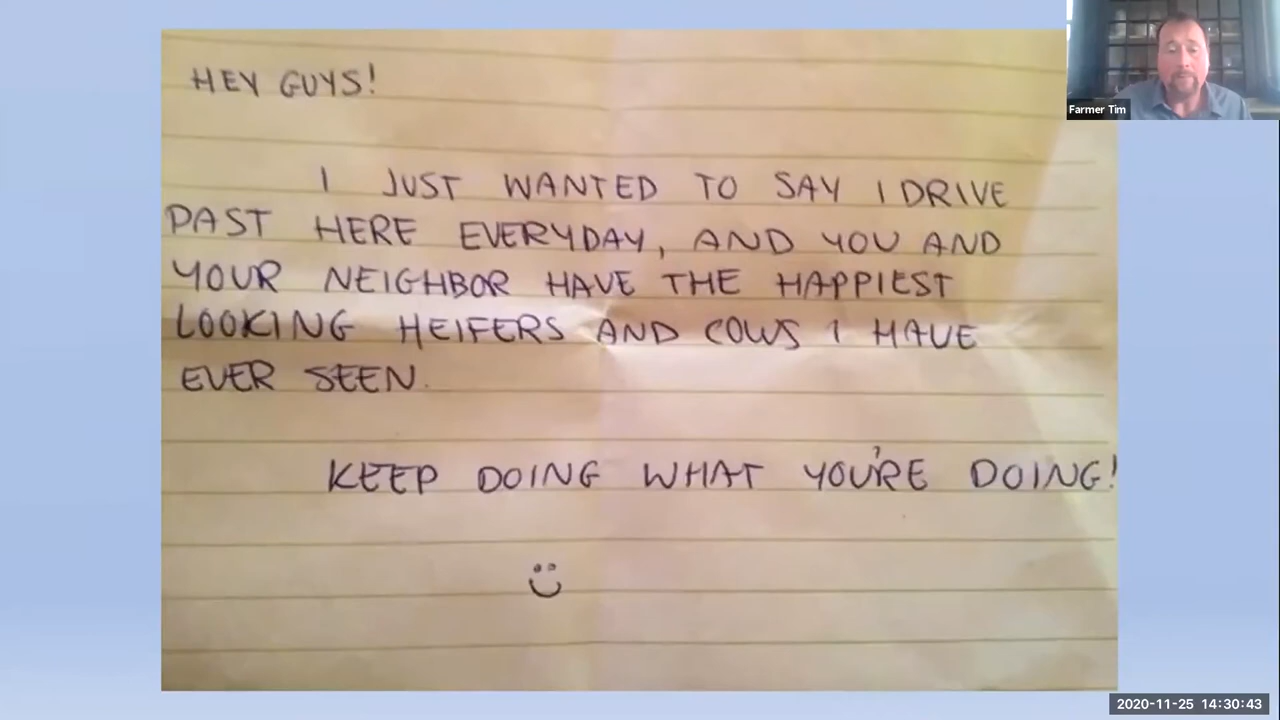 HEY GUYS!
I JUST WANTED TO SAY I DRIVE
PAST HERE EVERYDAY, AND YOU AND
YOUR NEIGHBOR HAVE THE HAPPIEST
LOOKING HEIFERS AND COWS I HAVE
EVER SEEN.
KEEP DOING WHAT YOU'RE DOING!
Farmer Tim
2020-11-25 14:30:43